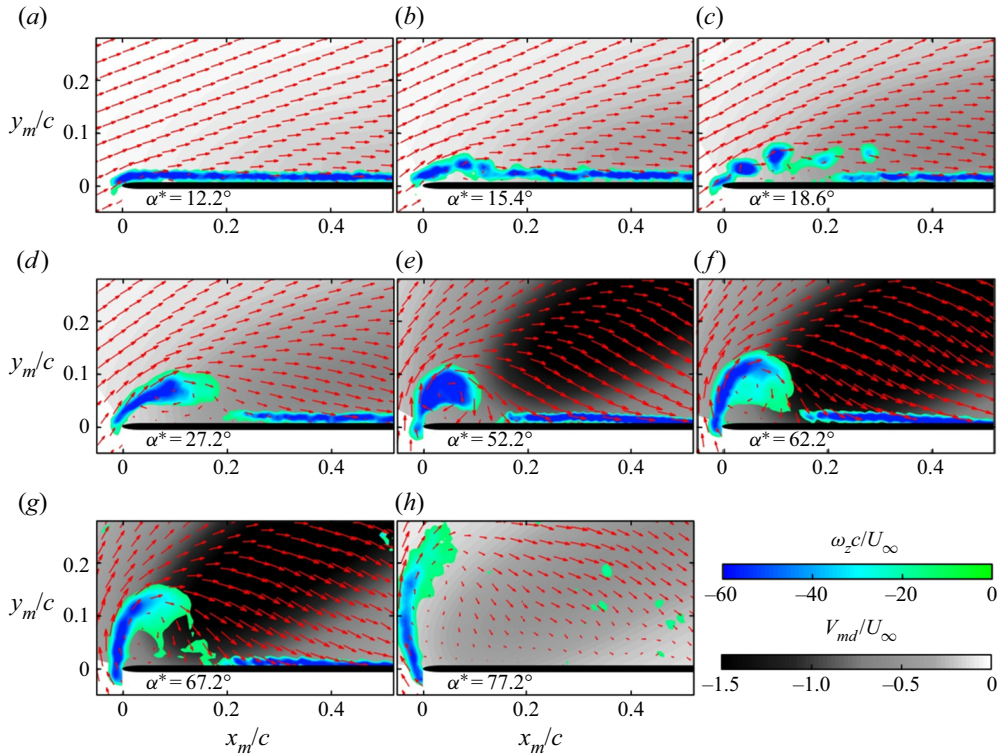 (a) (b) (c)
0.2
y_m/c 0.1
0
α* = 12.2° α* = 15.4° α* = 18.6°
0 0.2 0.4 0 0.2 0.4 0 0.2 0.4
(d) (e) (f)
0.2
y_m/c 0.1
0
α* = 27.2° α* = 52.2° α* = 62.2°
0 0.2 0.4 0 0.2 0.4 0 0.2 0.4
(g) (h)
0.2
y_m/c 0.1
0
α* = 67.2° α* = 77.2°
0 0.2 0.4 0 0.2 0.4
x_m/c x_m/c
ω_z c/U_∞
–60 –40 –20 0
V_md/U_∞
–1.5 –1.0 –0.5 0